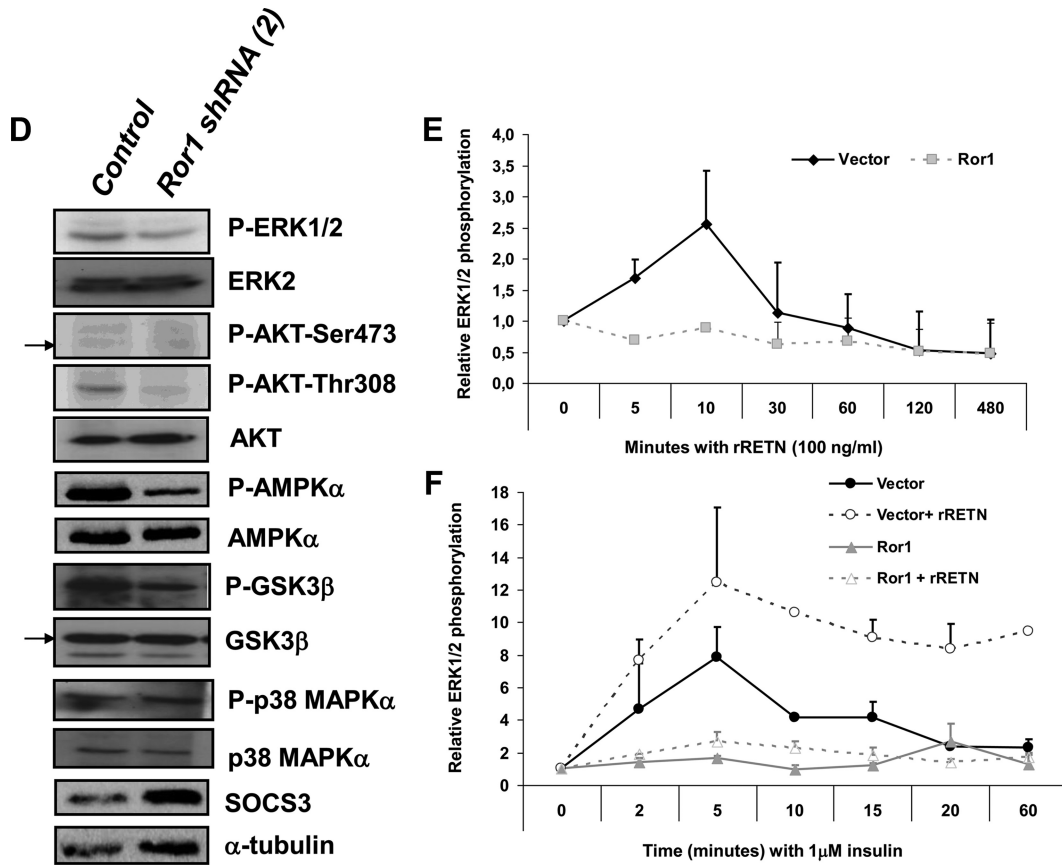 D
Control
Ror1 shRNA (2)
P-ERK1/2
ERK2
P-AKT-Ser473
P-AKT-Thr308
AKT
P-AMPKα
AMPKα
P-GSK3β
GSK3β
P-p38 MAPKα
p38 MAPKα
SOCS3
α-tubulin
E
Relative ERK1/2 phosphorylation
4,0
3,5
3,0
2,5
2,0
1,5
1,0
0,5
0,0
Vector
Ror1
0 5 10 30 60 120 480
Minutes with rRETN (100 ng/ml)
F
Relative ERK1/2 phosphorylation
18
16
14
12
10
8
6
4
2
0
Vector
Vector+ rRETN
Ror1
Ror1 + rRETN
0 2 5 10 15 20 60
Time (minutes) with 1μM insulin